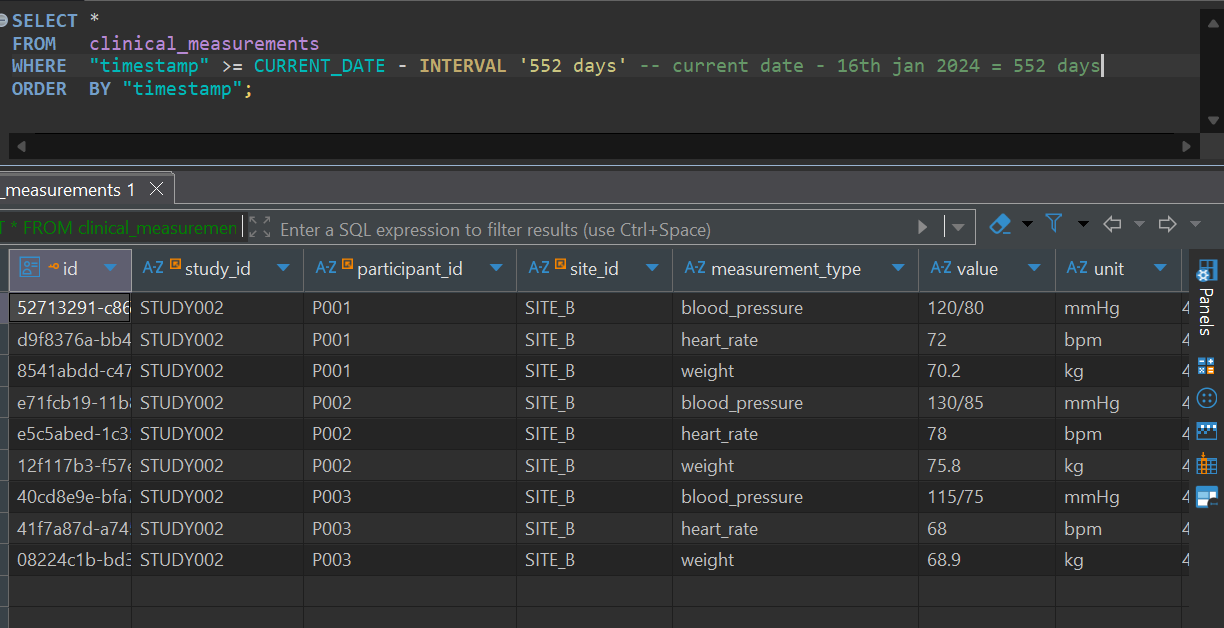 SELECT *
FROM clinical_measurements
WHERE "timestamp" >= CURRENT_DATE - INTERVAL '552 days' -- current date - 16th jan 2024 = 552 days
ORDER BY "timestamp";
_measurements 1
T * FROM clinical_measuremen Enter a SQL expression to filter results (use Ctrl+Space)
id A-Z study_id A-Z participant_id A-Z site_id A-Z measurement_type A-Z value A-Z unit
52713291-c86 STUDY002 P001 SITE_B blood_pressure 120/80 mmHg 4
d9f8376a-bb4 STUDY002 P001 SITE_B heart_rate 72 bpm 4
8541abdd-c47 STUDY002 P001 SITE_B weight 70.2 kg 4
e71fcb19-11b8 STUDY002 P002 SITE_B blood_pressure 130/85 mmHg 4
e5c5abed-1c3 STUDY002 P002 SITE_B heart_rate 78 bpm 4
12f117b3-f57e STUDY002 P002 SITE_B weight 75.8 kg 4
40cd8e9e-bfa7 STUDY002 P003 SITE_B blood_pressure 115/75 mmHg 4
41f7a87d-a74 STUDY002 P003 SITE_B heart_rate 68 bpm 4
08224c1b-bd3 STUDY002 P003 SITE_B weight 68.9 kg 4
Panels